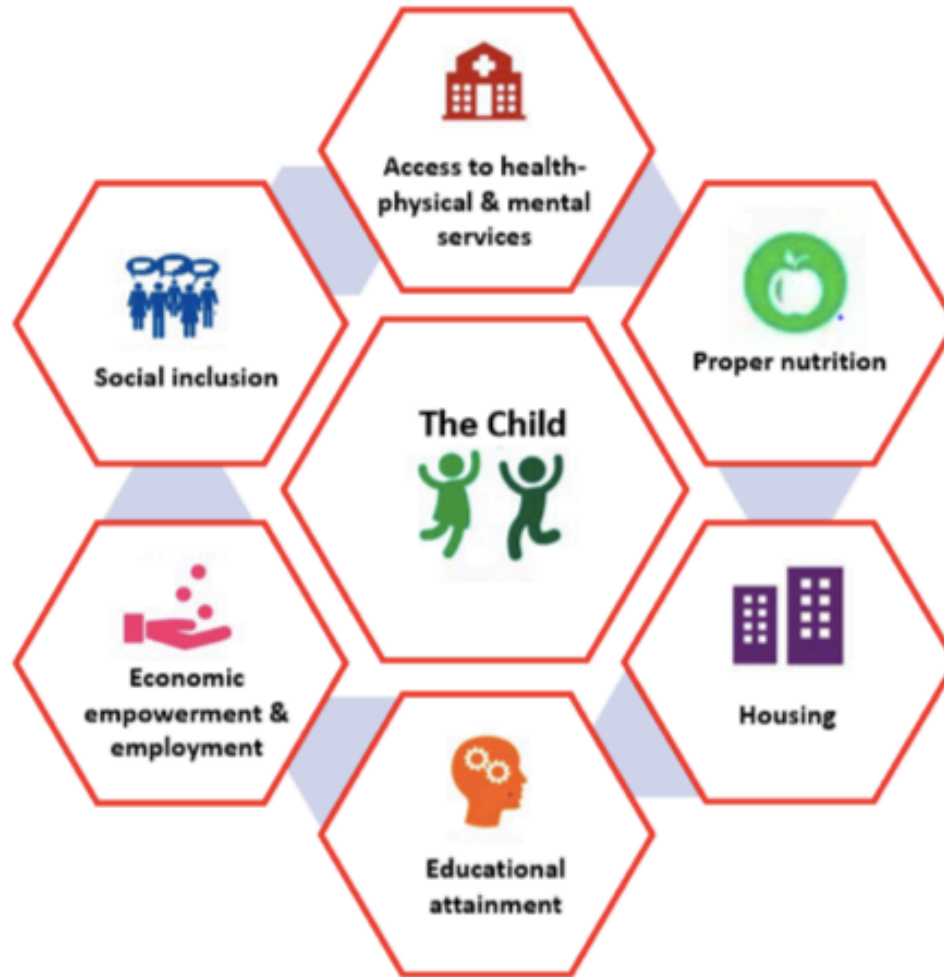 Access to health-
physical & mental
services
Social inclusion
Proper nutrition
The Child
Economic
empowerment &
employment
Housing
Educational
attainment